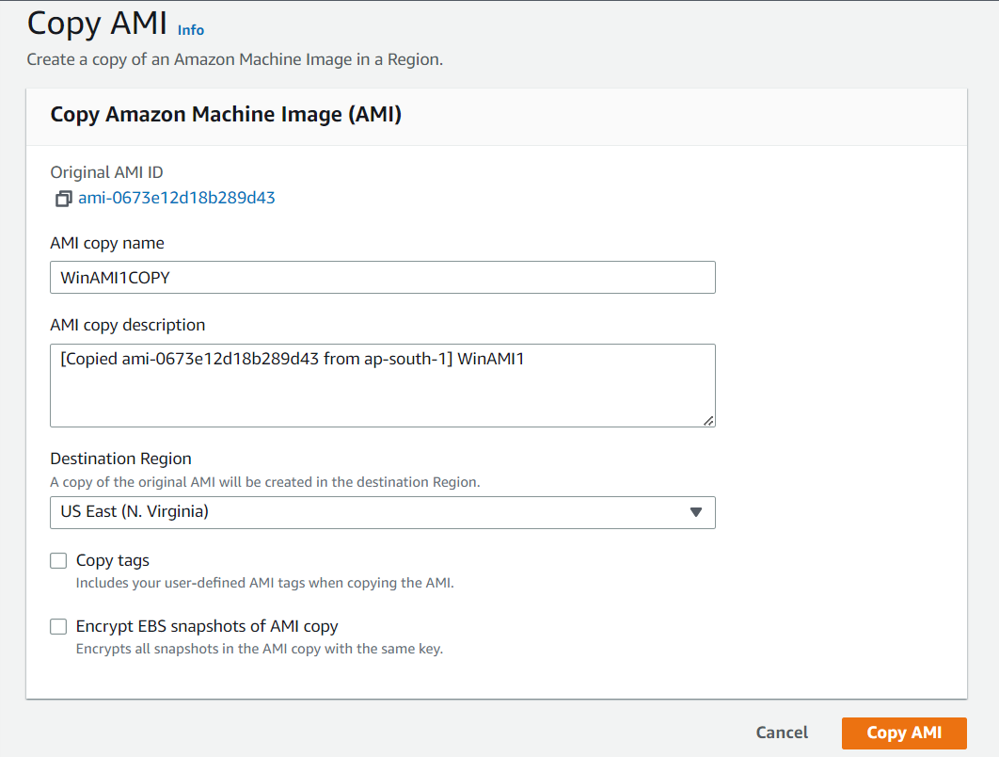 Copy AMI Info
Create a copy of an Amazon Machine Image in a Region.
Copy Amazon Machine Image (AMI)
Original AMI ID
ami-0673e12d18b289d43
AMI copy name
WinAMI1COPY
AMI copy description
[Copied ami-0673e12d18b289d43 from ap-south-1] WinAMI1
Destination Region
A copy of the original AMI will be created in the destination Region.
US East (N. Virginia)
Copy tags
Includes your user-defined AMI tags when copying the AMI.
Encrypt EBS snapshots of AMI copy
Encrypts all snapshots in the AMI copy with the same key.
Cancel Copy AMI